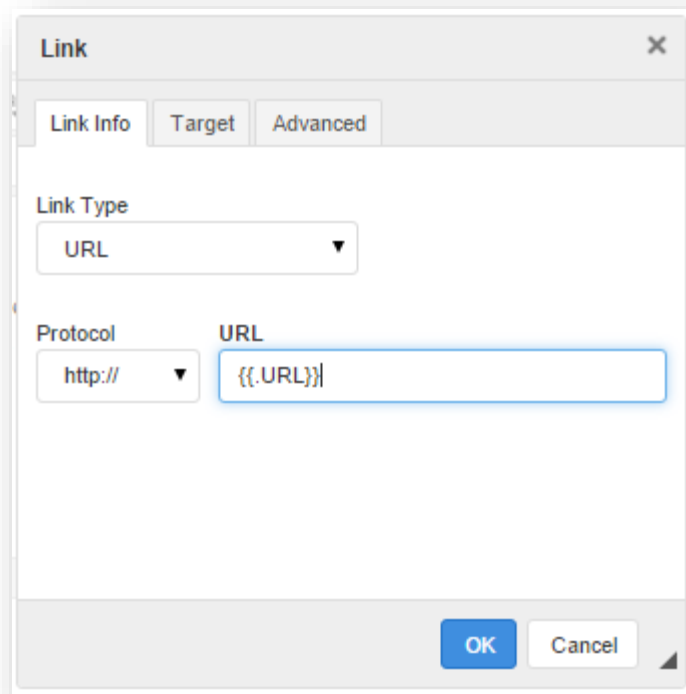 Link
Link Info Target Advanced
Link Type
URL
Protocol URL
http:// {{.URL}}
OK Cancel